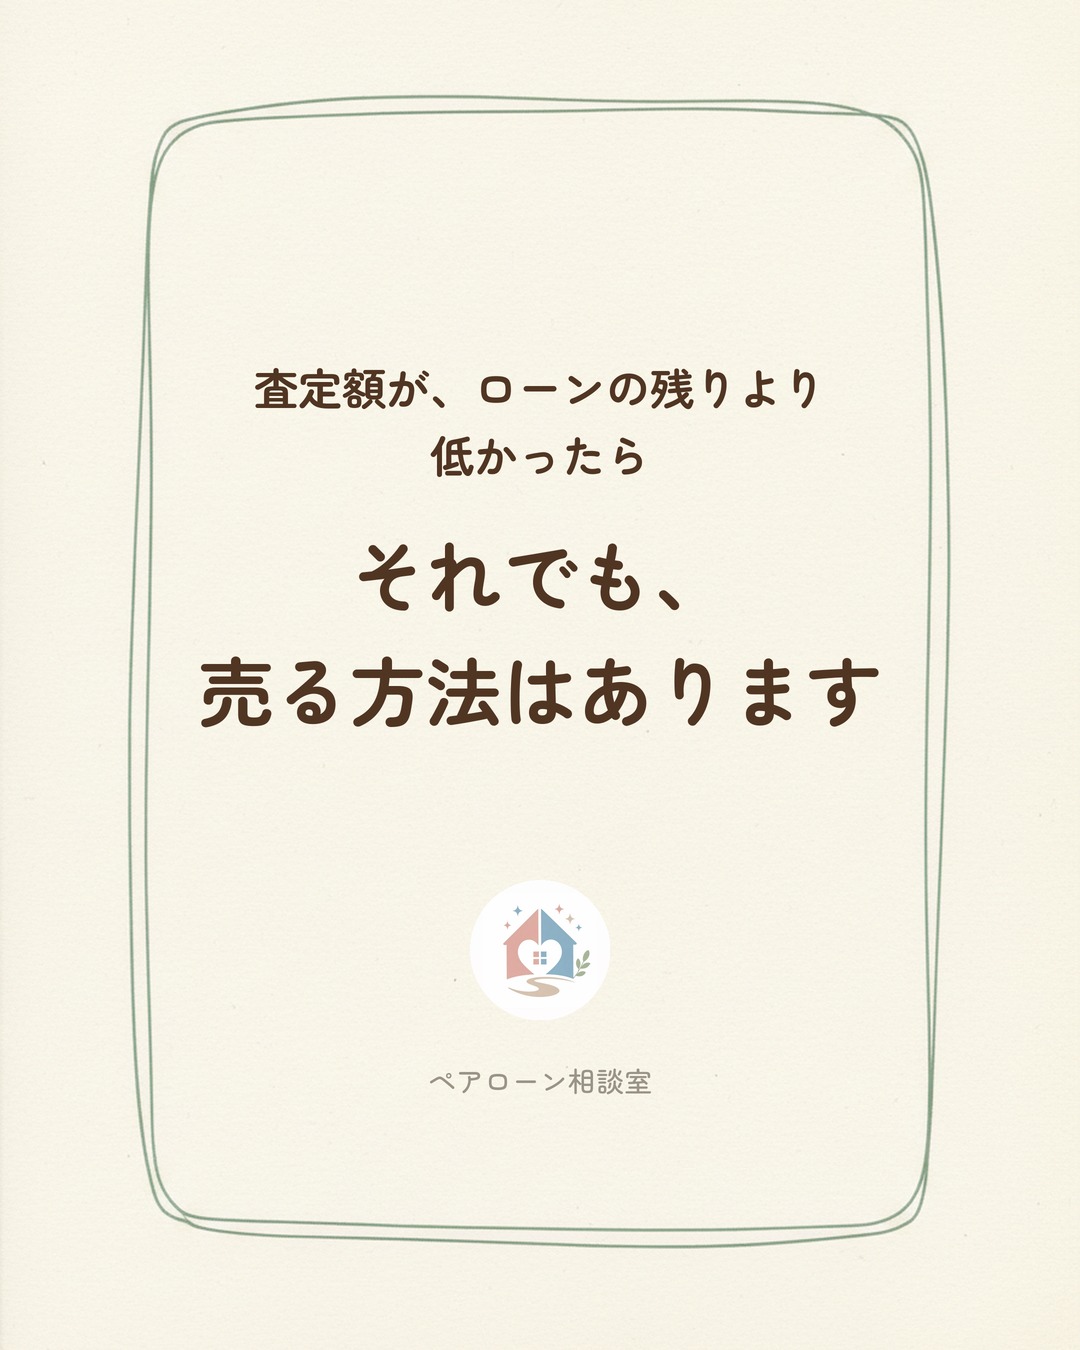 査定額が、ローンの残りより
低かったら
それでも、
売る方法はあります
ペアローン相談室